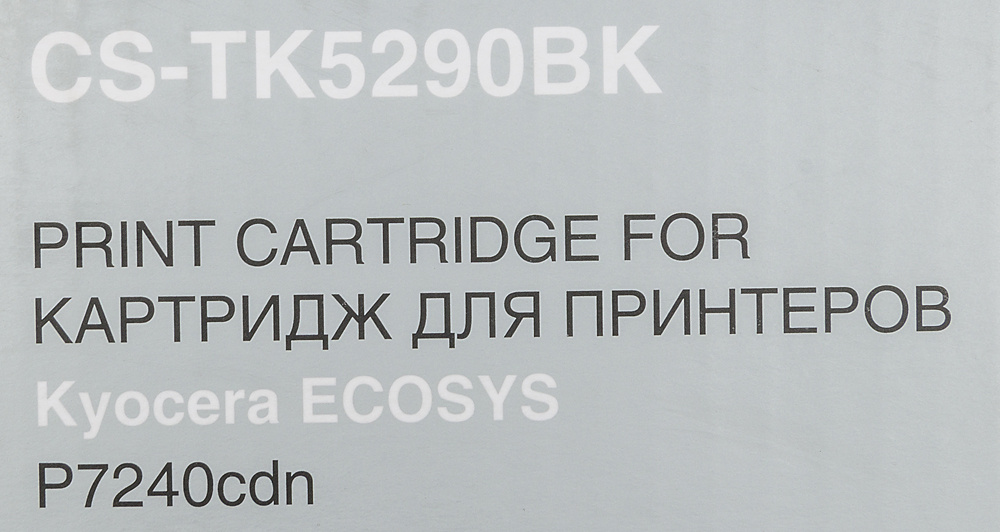 CS-TK5290BK
PRINT CARTRIDGE FOR
КАРТРИДЖ ДЛЯ ПРИНТЕРОВ
Kyocera ECOSYS
P7240cdn